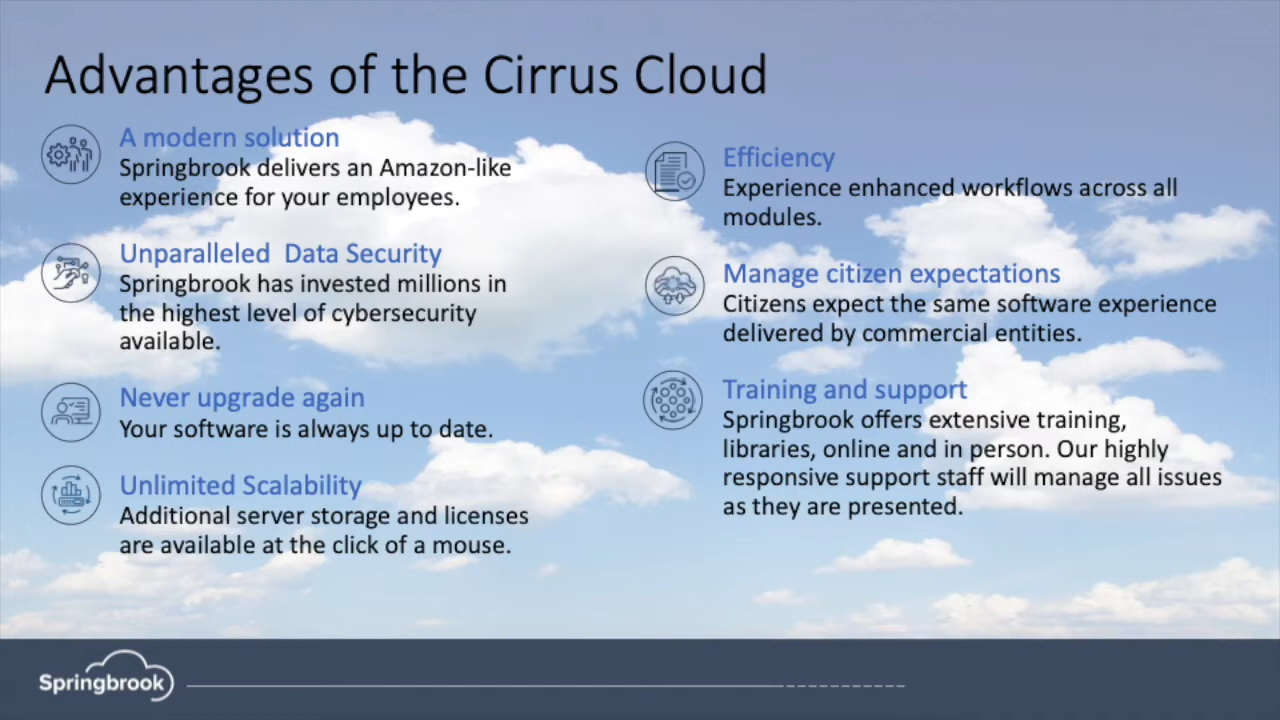 Advantages of the Cirrus Cloud
A modern solution
Springbrook delivers an Amazon-like
experience for your employees.
Unparalleled  Data Security
Springbrook has invested millions in
the highest level of cybersecurity
available.
Never upgrade again
Your software is always up to date.
Unlimited Scalability
Additional server storage and licenses
are available at the click of a mouse.
Efficiency
Experience enhanced workflows across all
modules.
Manage citizen expectations
Citizens expect the same software experience
delivered by commercial entities.
Training and support
Springbrook offers extensive training,
libraries, online and in person. Our highly
responsive support staff will manage all issues
as they are presented.
Springbrook